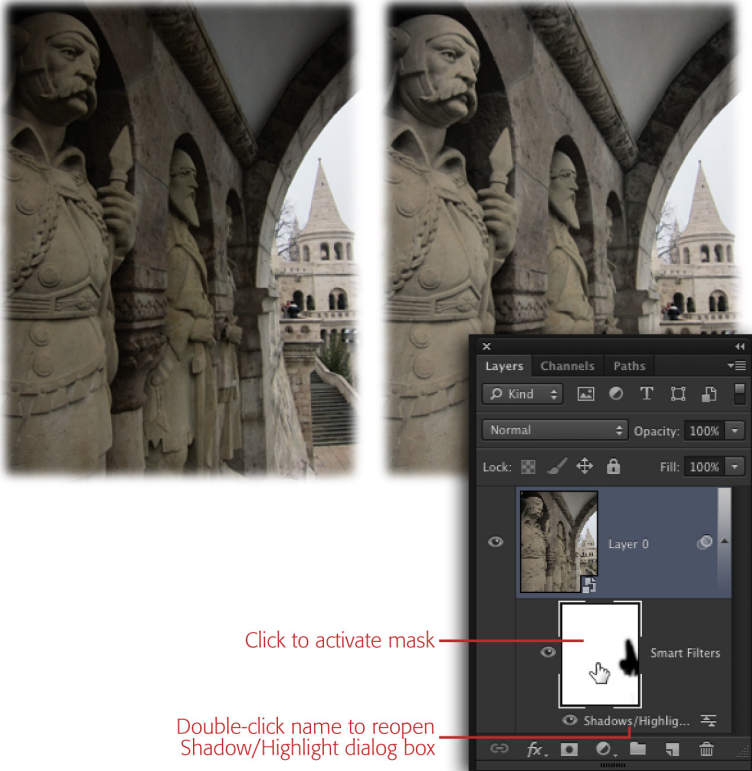 Layers Channels Paths
Kind
Normal Opacity: 100%
Lock: Fill: 100%
Layer 0
Click to activate mask
Smart Filters
Double-click name to reopen
Shadow/Highlight dialog box
Shadows/Highlig...
fx